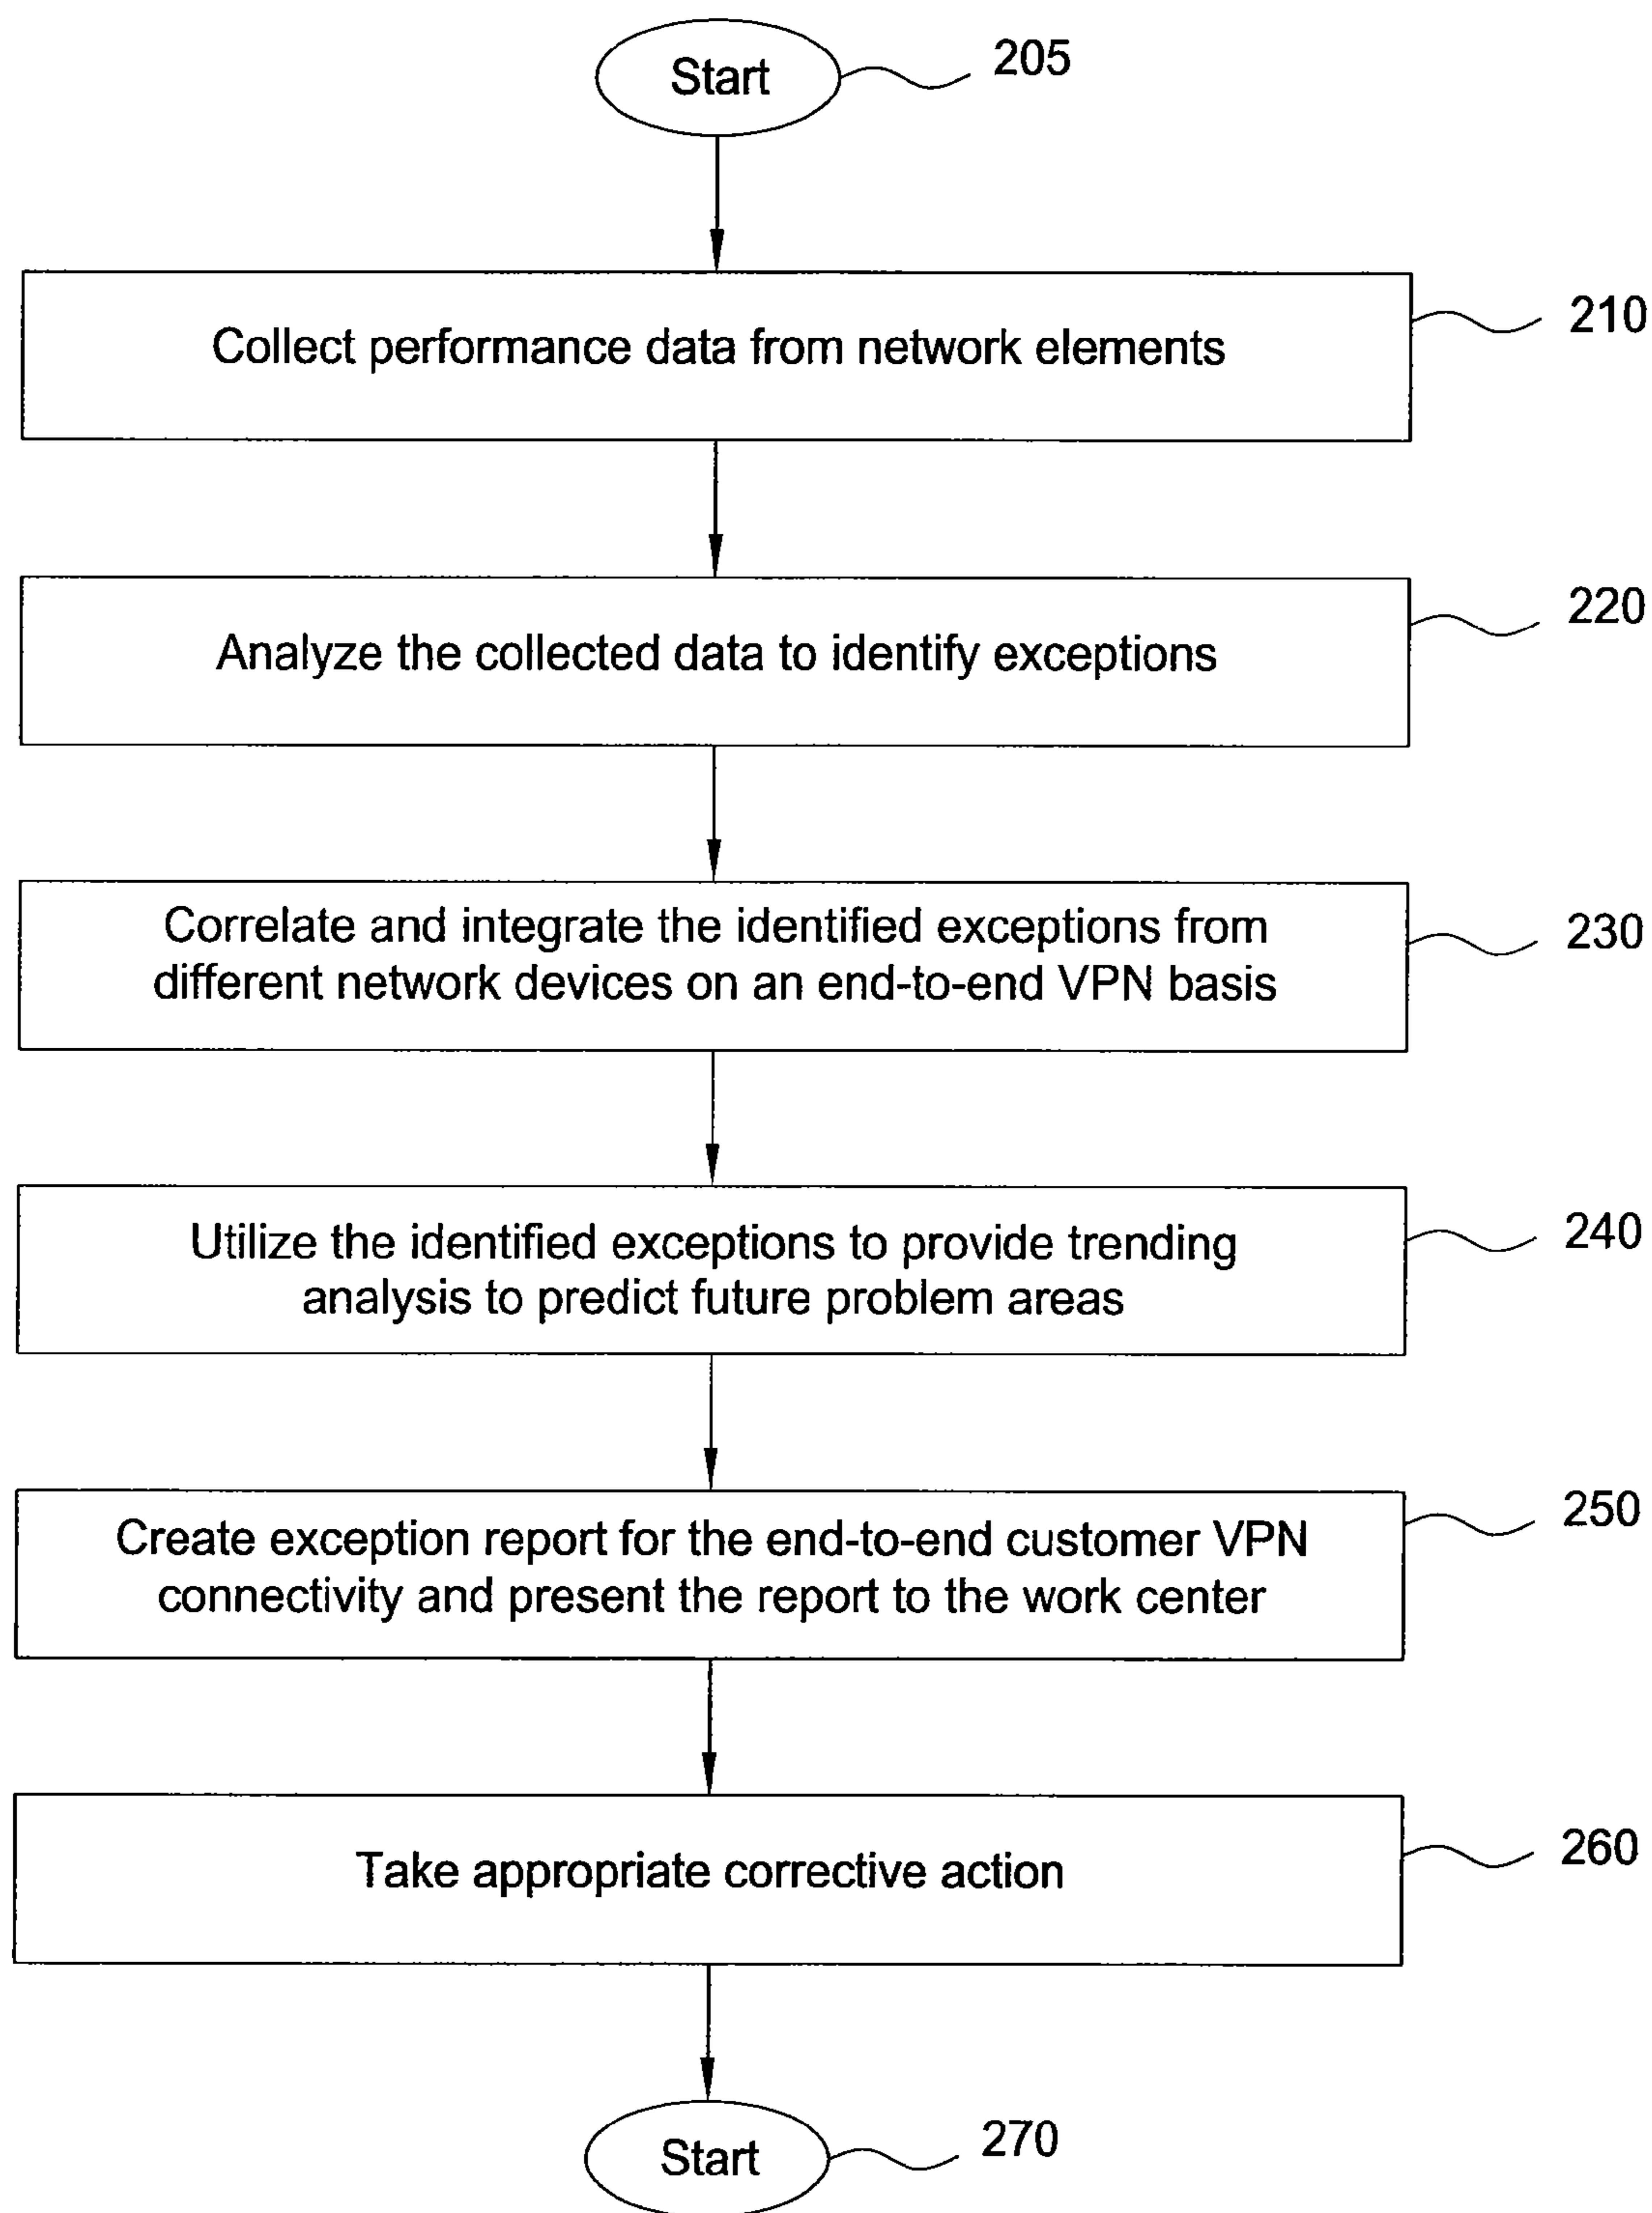 Start
205
Collect performance data from network elements
210
Analyze the collected data to identify exceptions
220
Correlate and integrate the identified exceptions from
different network devices on an end-to-end VPN basis
230
Utilize the identified exceptions to provide trending
analysis to predict future problem areas
240
Create exception report for the end-to-end customer VPN
connectivity and present the report to the work center
250
Take appropriate corrective action
260
Start
270